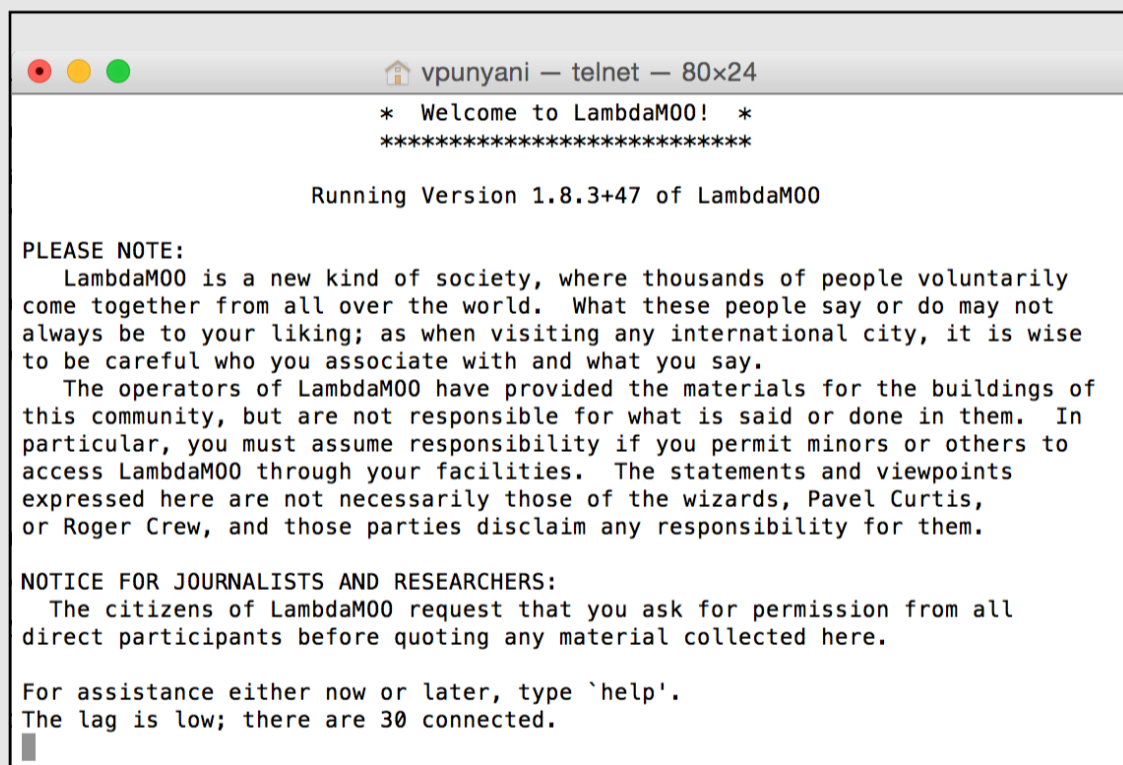 vpunyani — telnet — 80×24
* Welcome to LambdaMOO! *
***************************
Running Version 1.8.3+47 of LambdaMOO
PLEASE NOTE:
LambdaMOO is a new kind of society, where thousands of people voluntarily
come together from all over the world. What these people say or do may not
always be to your liking; as when visiting any international city, it is wise
to be careful who you associate with and what you say.
The operators of LambdaMOO have provided the materials for the buildings of
this community, but are not responsible for what is said or done in them. In
particular, you must assume responsibility if you permit minors or others to
access LambdaMOO through your facilities. The statements and viewpoints
expressed here are not necessarily those of the wizards, Pavel Curtis,
or Roger Crew, and those parties disclaim any responsibility for them.
NOTICE FOR JOURNALISTS AND RESEARCHERS:
The citizens of LambdaMOO request that you ask for permission from all
direct participants before quoting any material collected here.
For assistance either now or later, type `help'.
The lag is low; there are 30 connected.